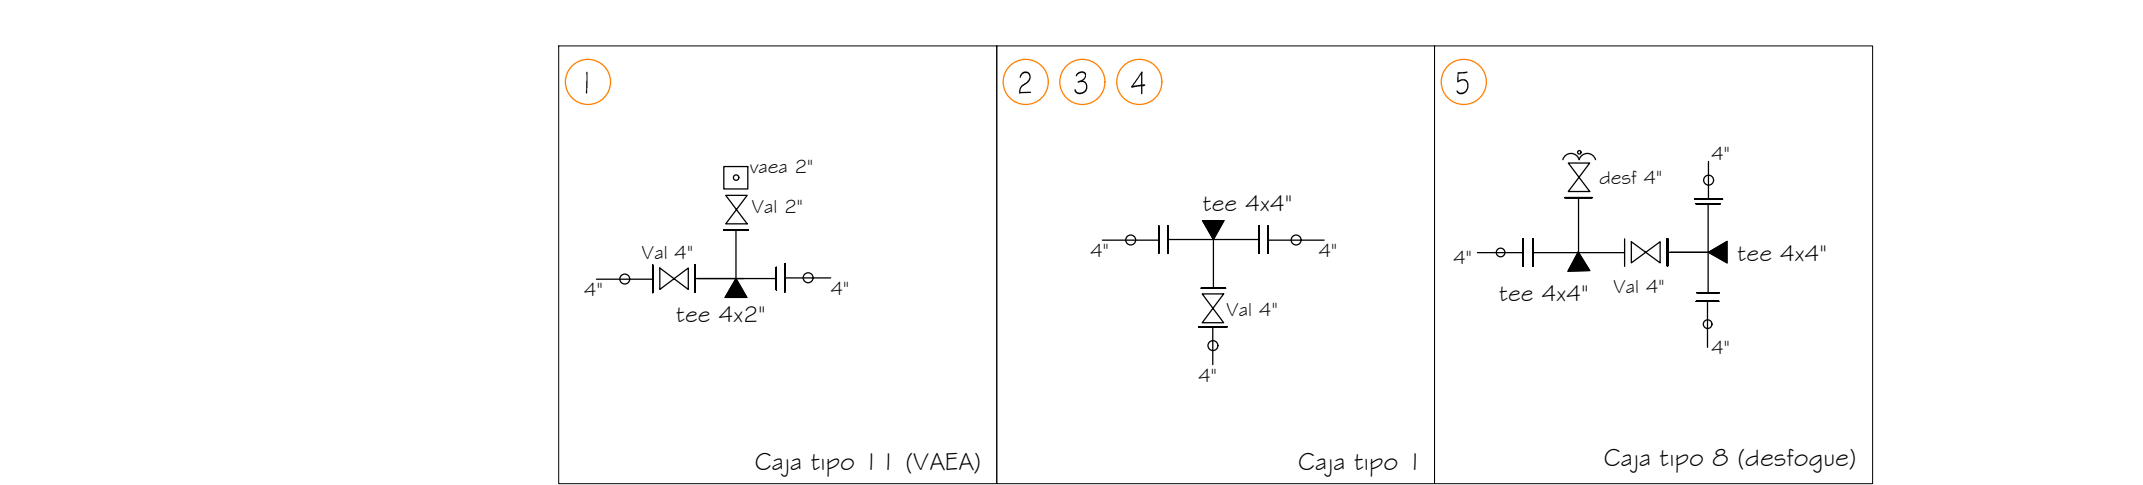 1
vaea 2"
Val 2"
Val 4"
4"
4"
tee 4x2"
Caja tipo 11 (VAEA)
2 3 4
tee 4x4"
4"
4"
Val 4"
4"
Caja tipo 1
5
4"
desf 4"
4"
tee 4x4"
tee 4x4"
Val 4"
4"
Caja tipo 8 (desfogue)